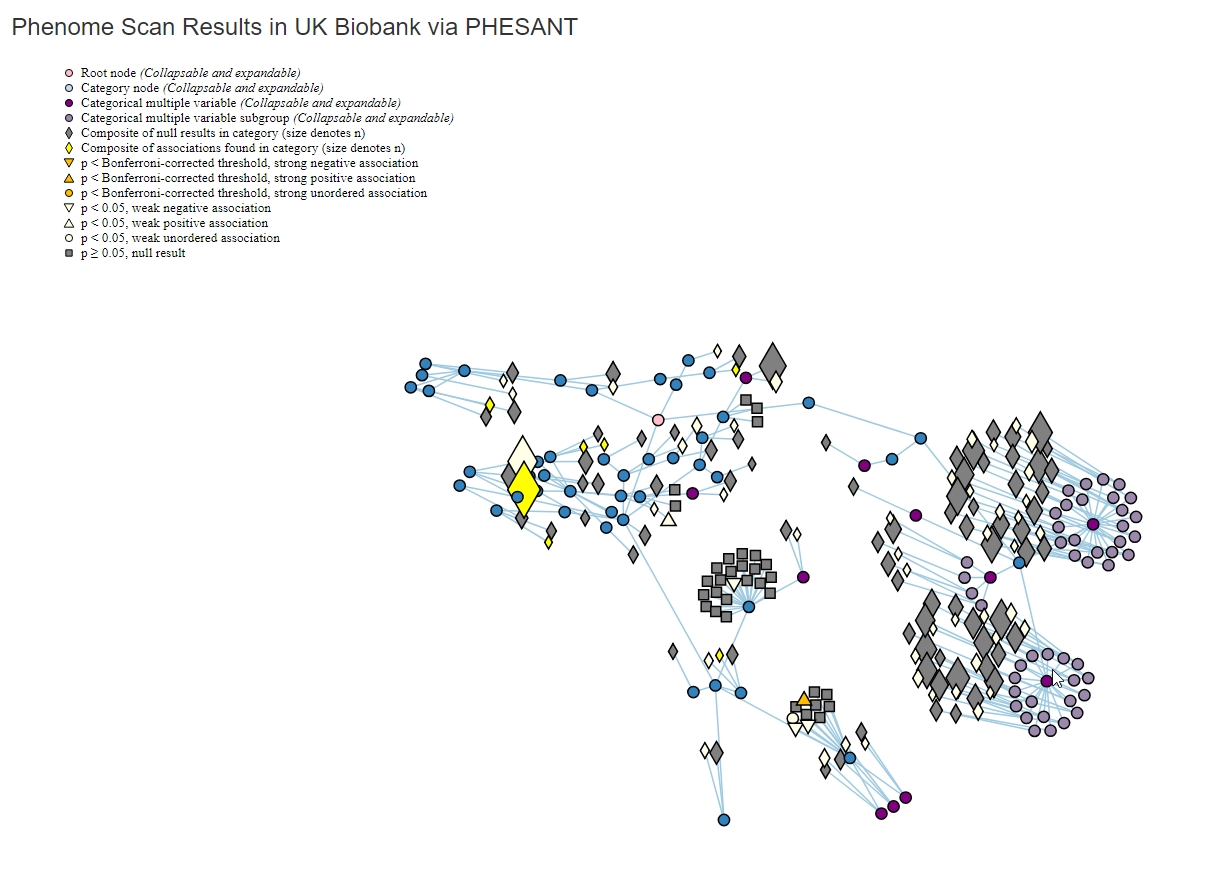 Phenome Scan Results in UK Biobank via PHESANT
Root node (Collapsable and expandable)
Category node (Collapsable and expandable)
Categorical multiple variable (Collapsable and expandable)
Categorical multiple variable subgroup (Collapsable and expandable)
Composite of null results in category (size denotes n)
Composite of associations found in category (size denotes n)
p < Bonferroni-corrected threshold, strong negative association
p < Bonferroni-corrected threshold, strong positive association
p < Bonferroni-corrected threshold, strong unordered association
p < 0.05, weak negative association
p < 0.05, weak positive association
p < 0.05, weak unordered association
p ≥ 0.05, null result